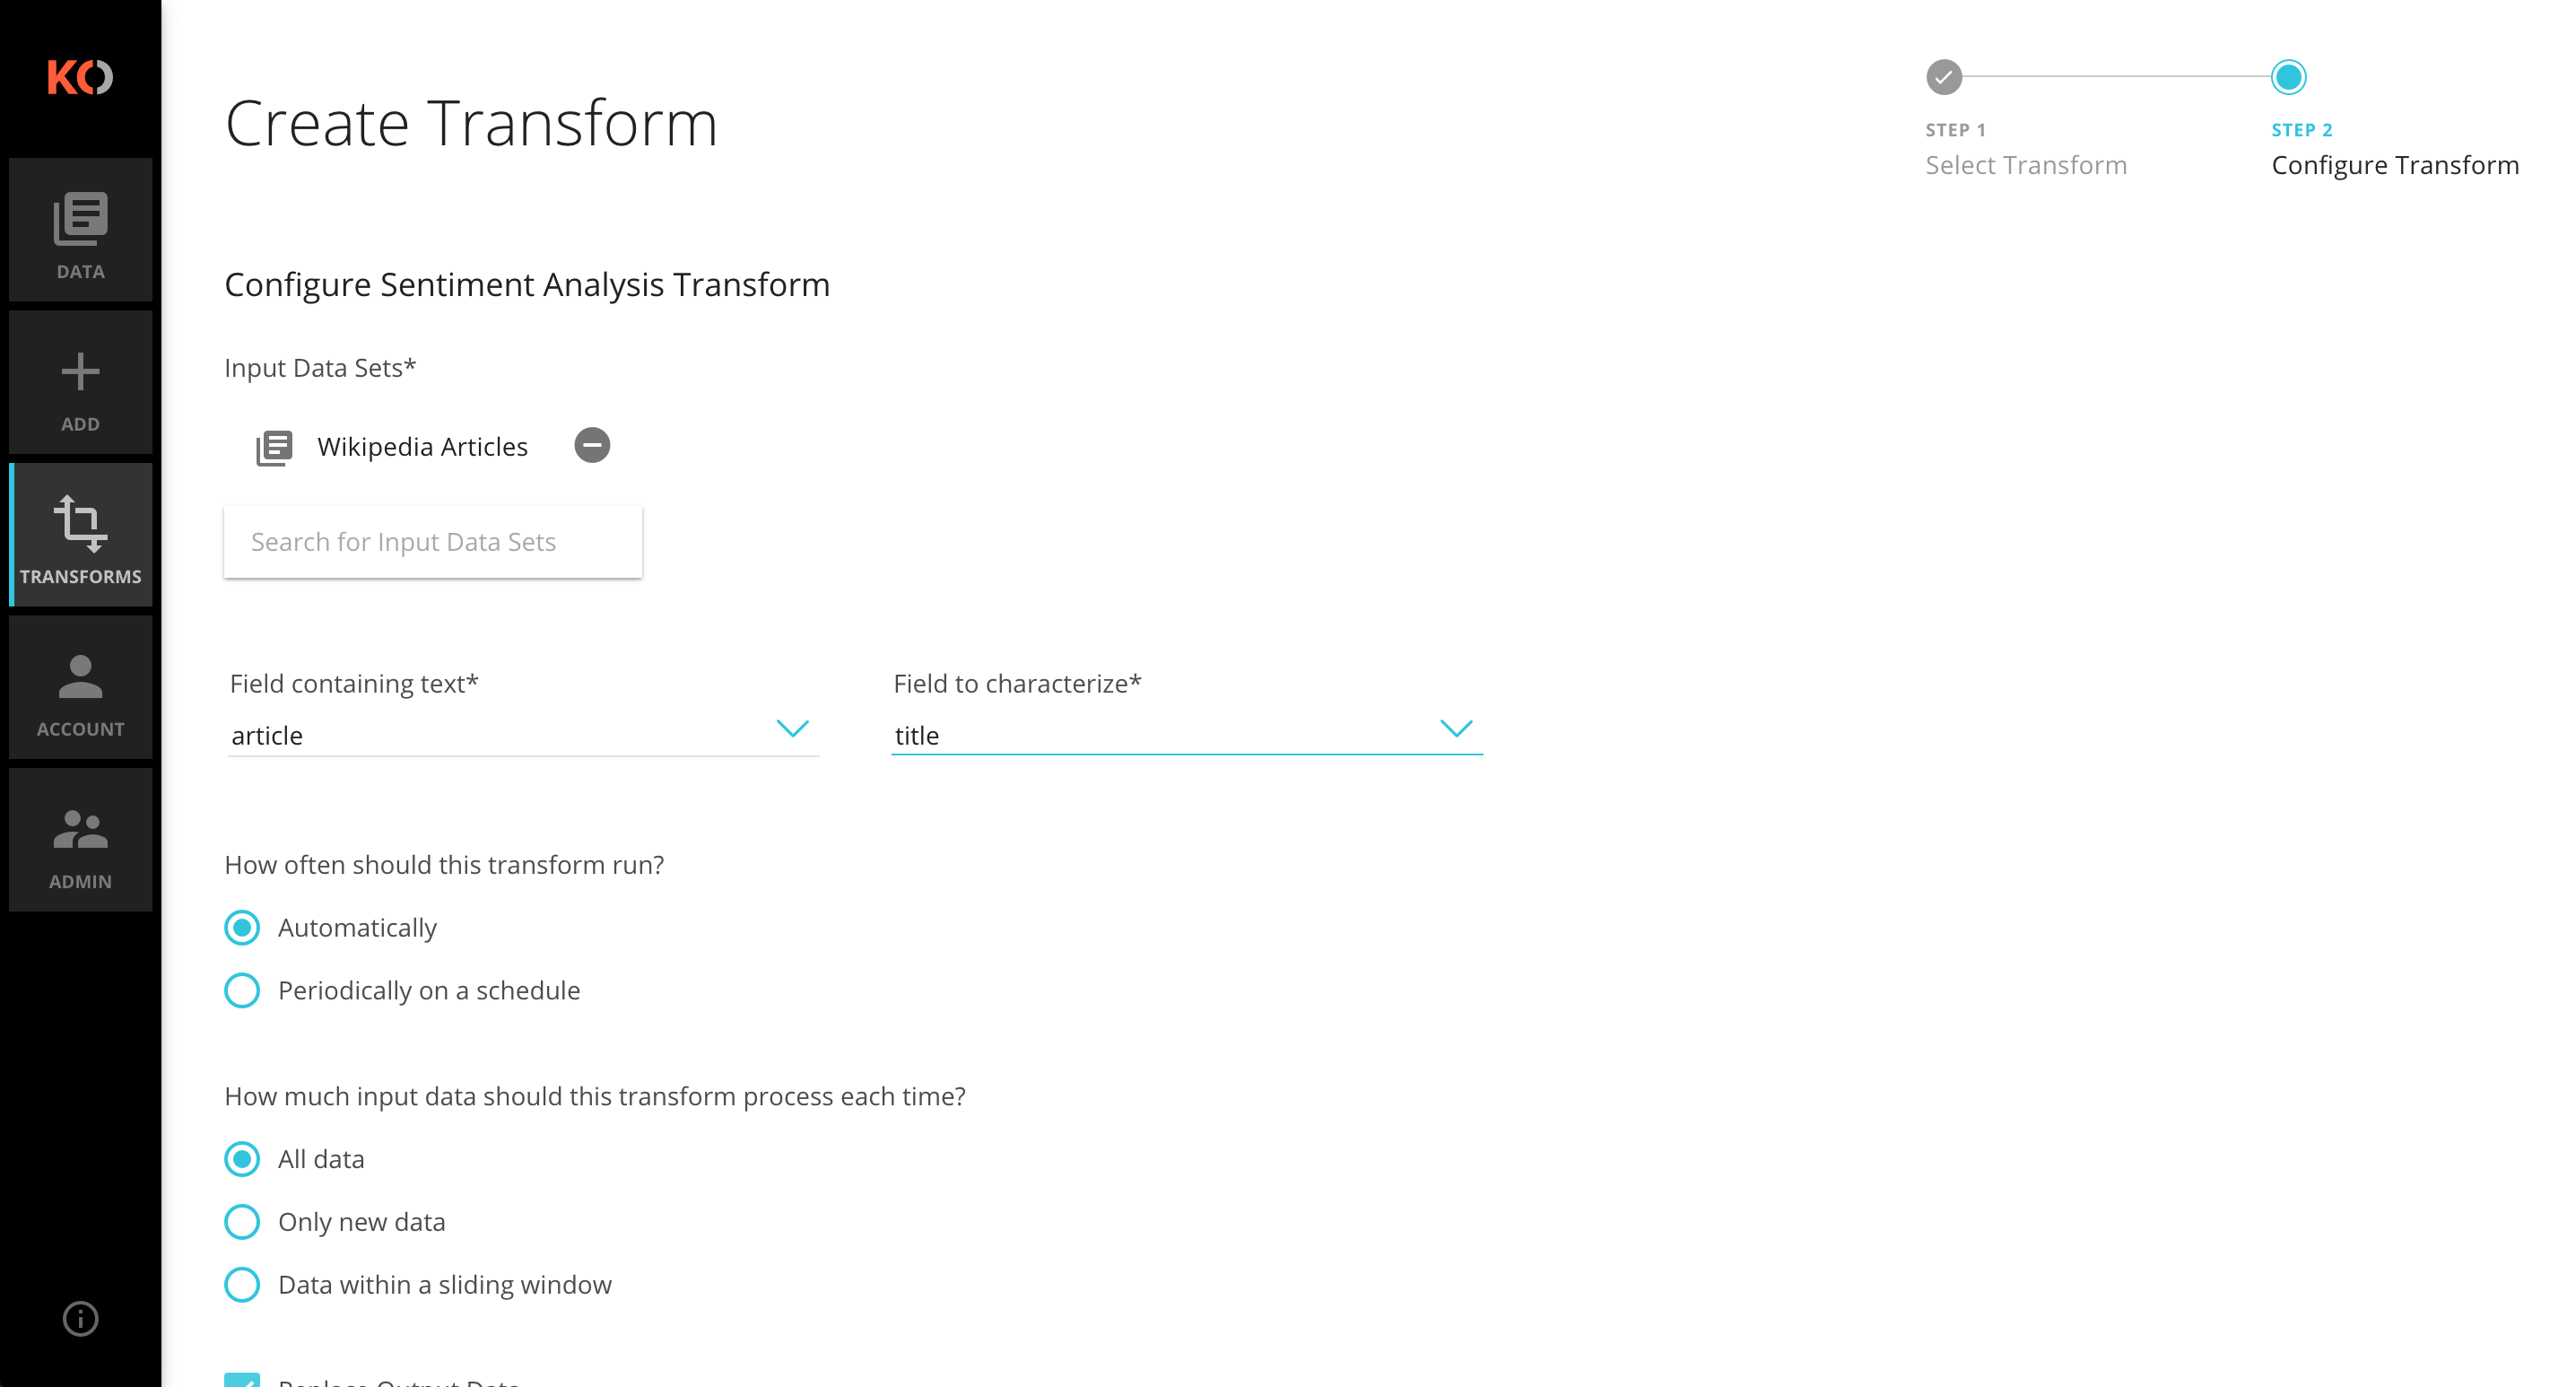 KO
DATA
ADD
TRANSFORMS
ACCOUNT
ADMIN
Create Transform
STEP 1
Select Transform
STEP 2
Configure Transform
Configure Sentiment Analysis Transform
Input Data Sets*
Wikipedia Articles
Search for Input Data Sets
Field containing text*
article
Field to characterize*
title
How often should this transform run?
Automatically
Periodically on a schedule
How much input data should this transform process each time?
All data
Only new data
Data within a sliding window
Replace Output Data